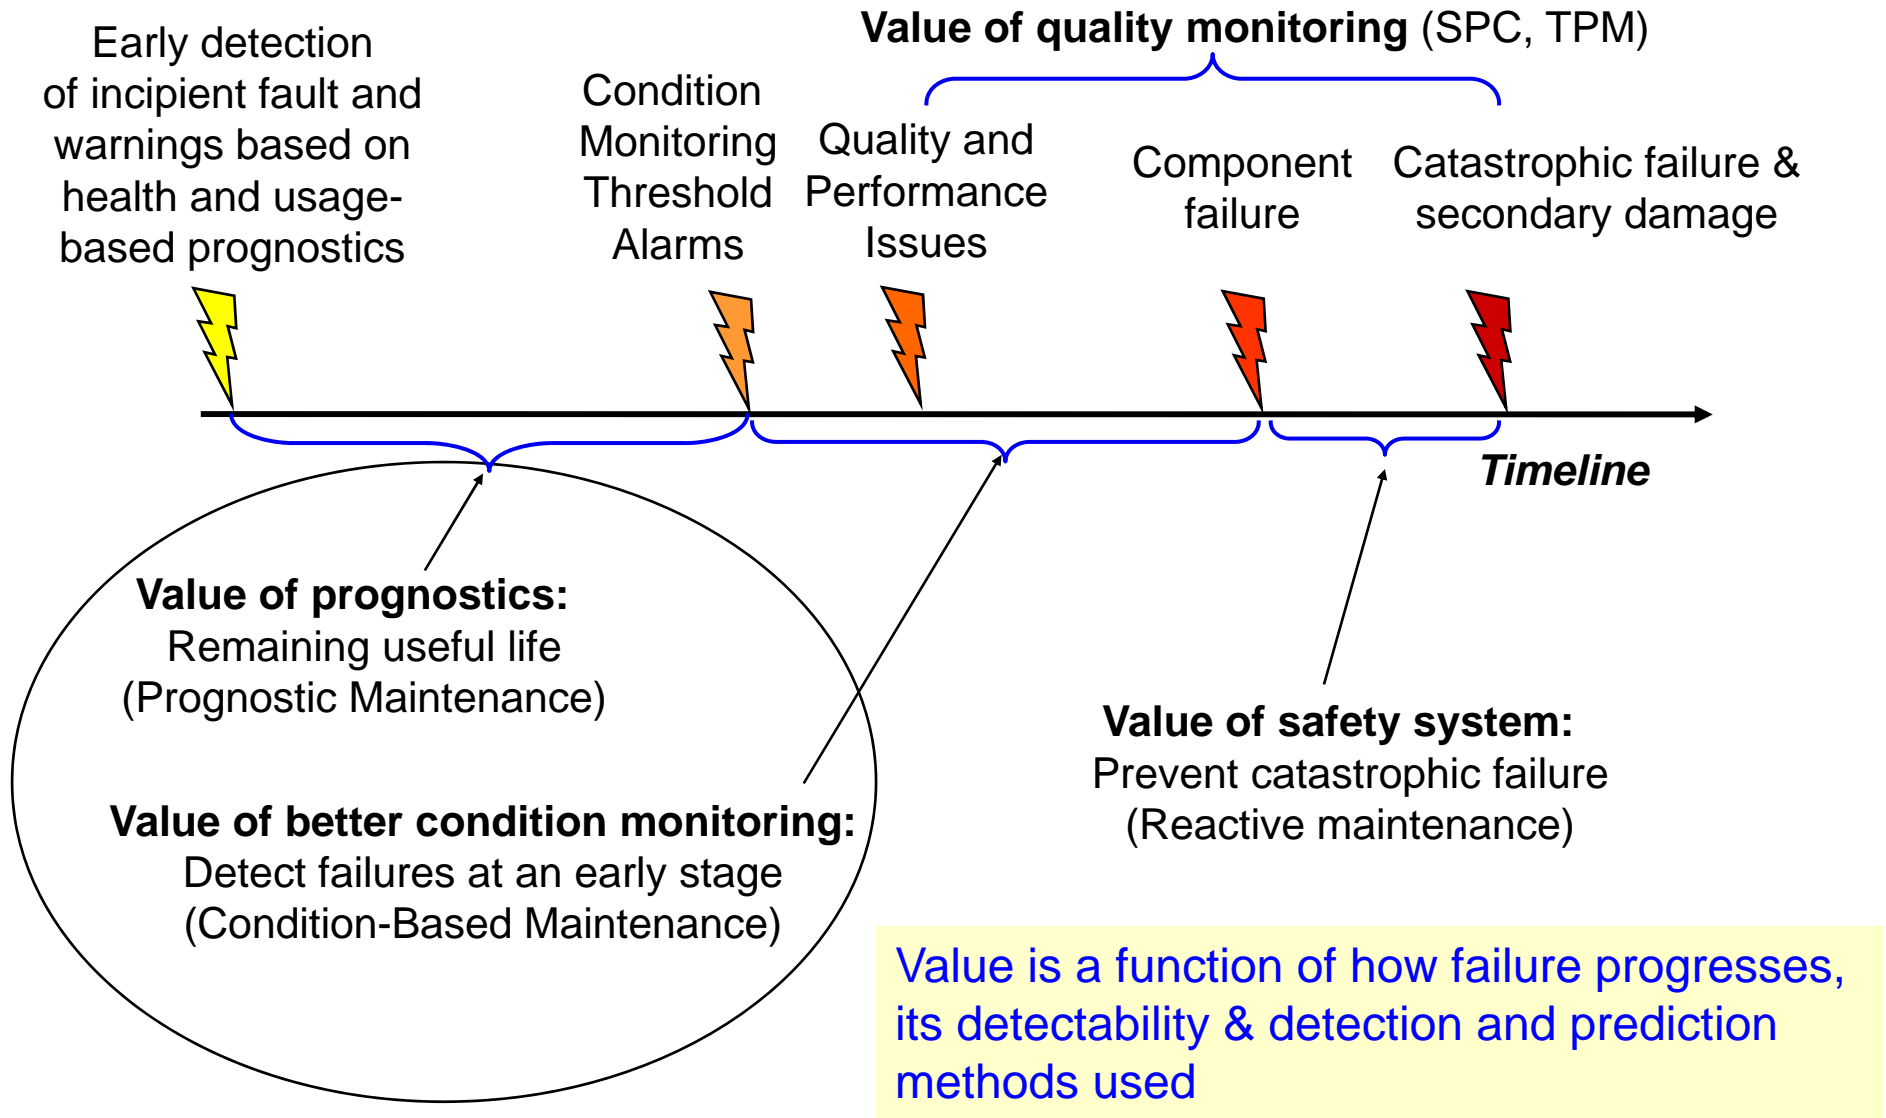 Early detection
of incipient fault and
warnings based on
health and usage-
based prognostics
Condition
Monitoring
Threshold
Alarms
Value of quality monitoring (SPC, TPM)
Quality and
Performance
Issues
Component
failure
Catastrophic failure &
secondary damage
Timeline
Value of prognostics:
Remaining useful life
(Prognostic Maintenance)
Value of better condition monitoring:
Detect failures at an early stage
(Condition-Based Maintenance)
Value of safety system:
Prevent catastrophic failure
(Reactive maintenance)
Value is a function of how failure progresses,
its detectability & detection and prediction
methods used